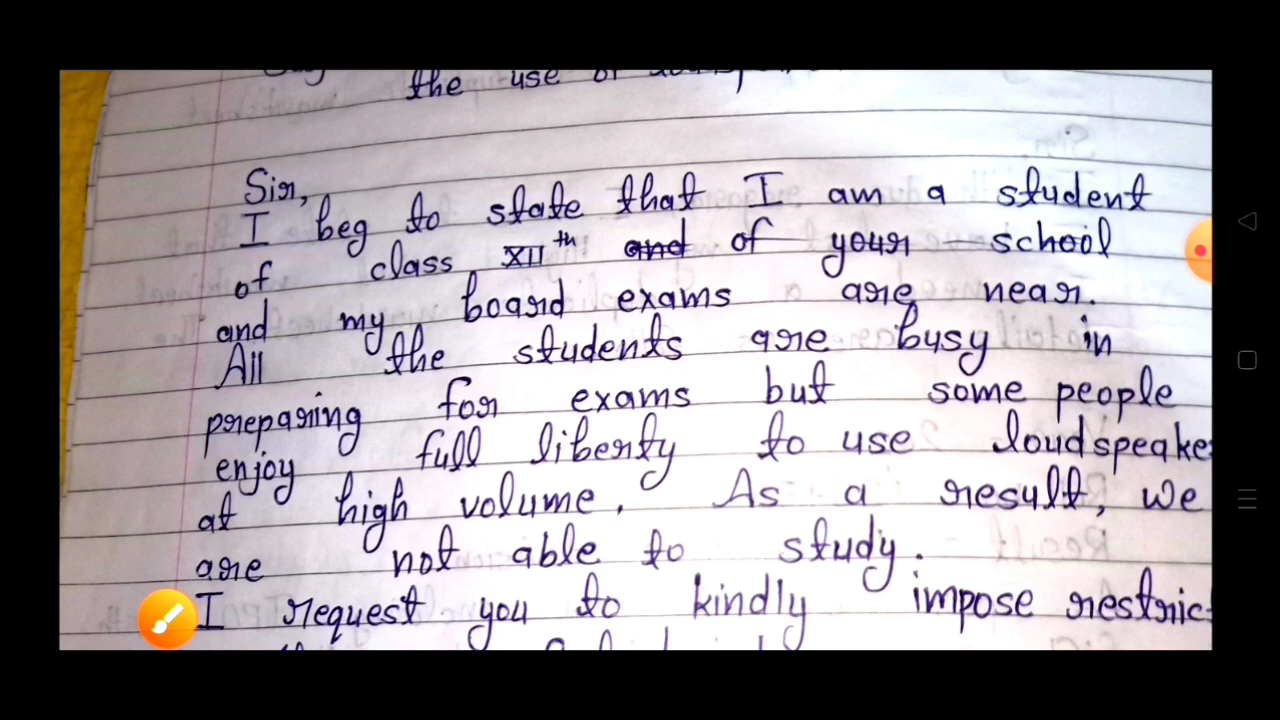 the use of
Sir,
I beg to state that I am a student
of class XIIth and of your school
and my board exams are near.
All the students are busy in
preparing for exams but some people
enjoy full liberty to use loudspeake
at high volume. As a result, we
are not able to study.
I request you to kindly impose restric